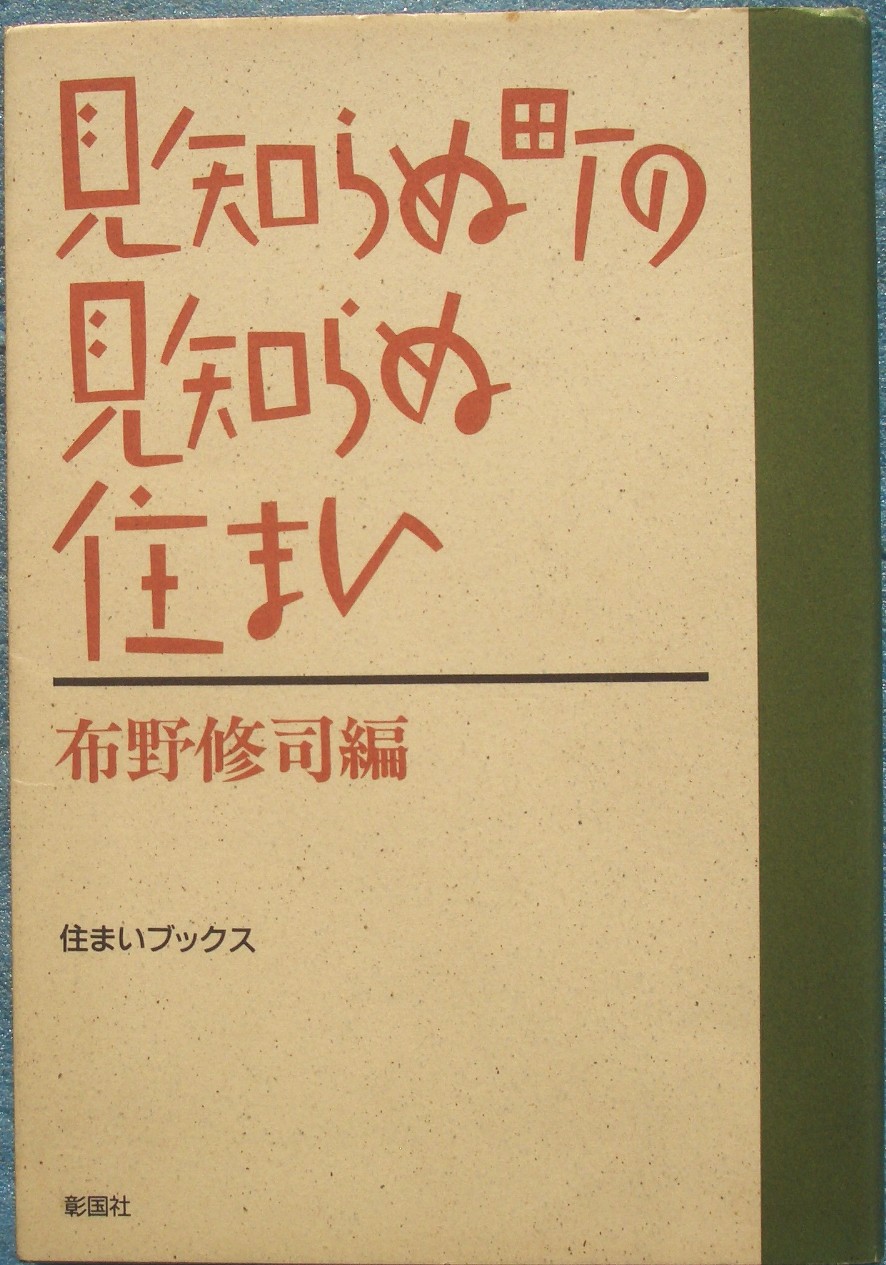 見知らぬ町の
見知らぬ
住まい
布野修司編
住まいブックス
彰国社